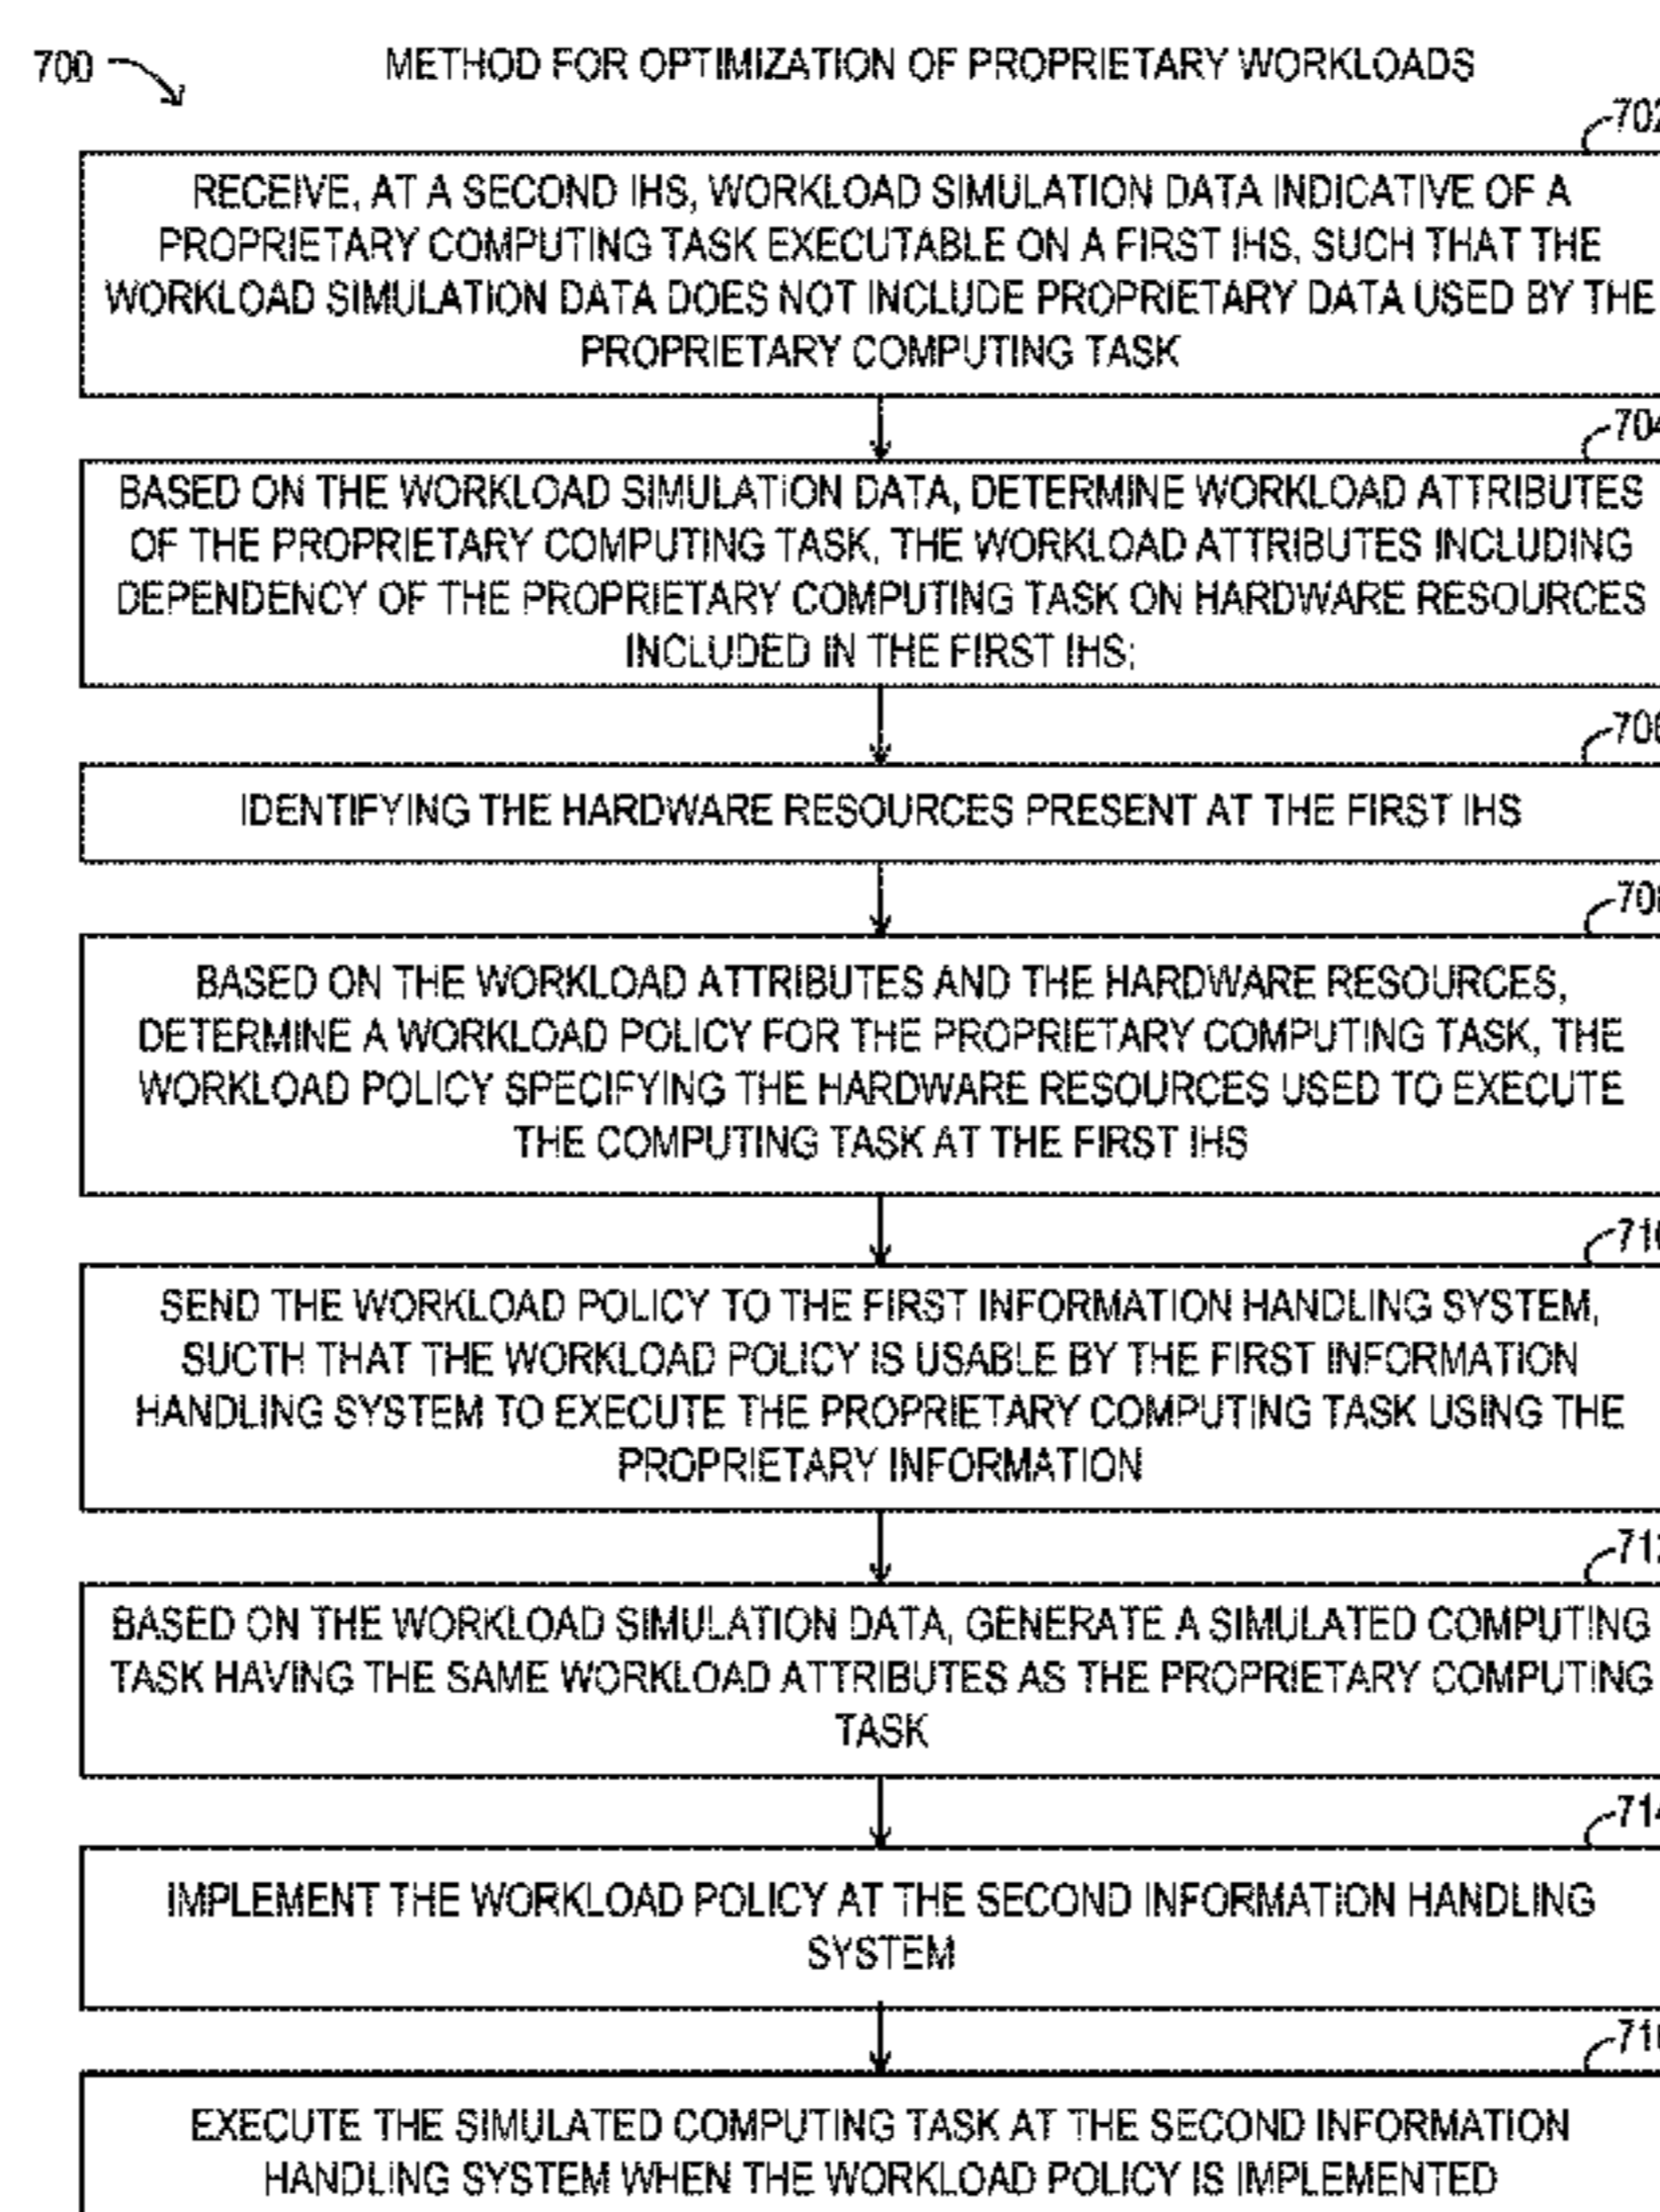 700
METHOD FOR OPTIMIZATION OF PROPRIETARY WORKLOADS
RECEIVE, AT A SECOND IHS, WORKLOAD SIMULATION DATA INDICATIVE OF A
PROPRIETARY COMPUTING TASK EXECUTABLE ON A FIRST IHS, SUCH THAT THE
WORKLOAD SIMULATION DATA DOES NOT INCLUDE PROPRIETARY DATA USED BY THE
PROPRIETARY COMPUTING TASK
704
BASED ON THE WORKLOAD SIMULATION DATA, DETERMINE WORKLOAD ATTRIBUTES
OF THE PROPRIETARY COMPUTING TASK, THE WORKLOAD ATTRIBUTES INCLUDING
DEPENDENCY OF THE PROPRIETARY COMPUTING TASK ON HARDWARE RESOURCES
INCLUDED IN THE FIRST IHS;
IDENTIFYING THE HARDWARE RESOURCES PRESENT AT THE FIRST IHS
BASED ON THE WORKLOAD ATTRIBUTES AND THE HARDWARE RESOURCES,
DETERMINE A WORKLOAD POLICY FOR THE PROPRIETARY COMPUTING TASK, THE
WORKLOAD POLICY SPECIFYING THE HARDWARE RESOURCES USED TO EXECUTE
THE COMPUTING TASK AT THE FIRST IHS
SEND THE WORKLOAD POLICY TO THE FIRST INFORMATION HANDLING SYSTEM,
SUCTH THAT THE WORKLOAD POLICY IS USABLE BY THE FIRST INFORMATION
HANDLING SYSTEM TO EXECUTE THE PROPRIETARY COMPUTING TASK USING THE
PROPRIETARY INFORMATION
BASED ON THE WORKLOAD SIMULATION DATA, GENERATE A SIMULATED COMPUTING
TASK HAVING THE SAME WORKLOAD ATTRIBUTES AS THE PROPRIETARY COMPUTING
TASK
714
IMPLEMENT THE WORKLOAD POLICY AT THE SECOND INFORMATION HANDLING
SYSTEM
EXECUTE THE SIMULATED COMPUTING TASK AT THE SECOND INFORMATION
HANDLING SYSTEM WHEN THE WORKLOAD POLICY IS IMPLEMENTED